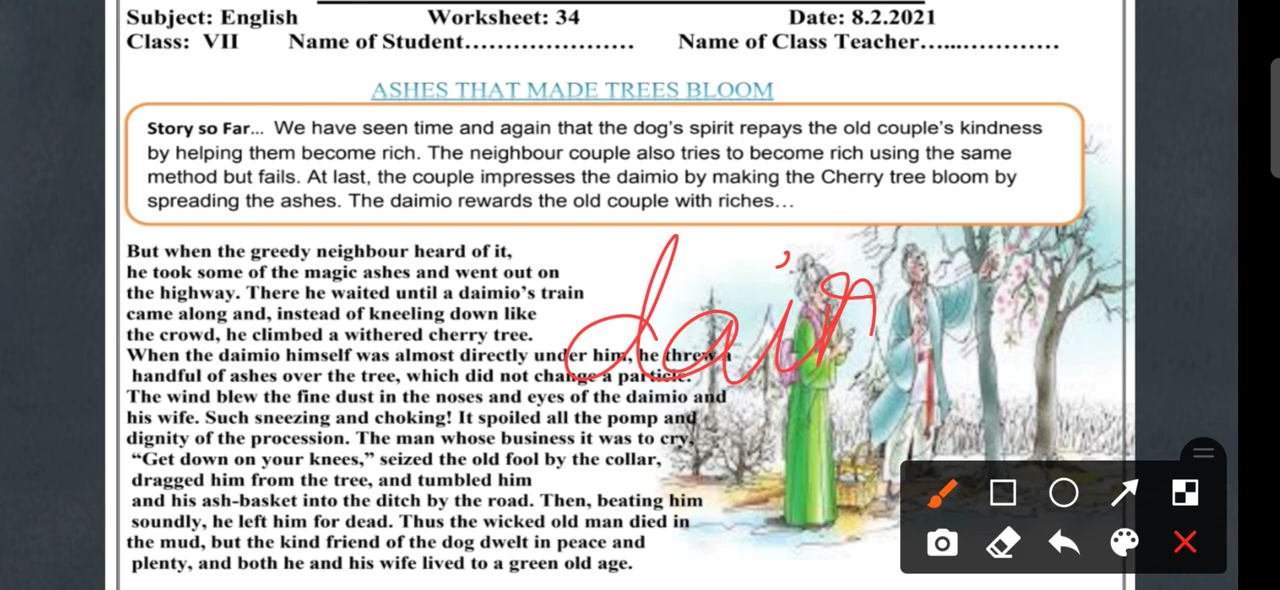 Subject: English Worksheet: 34 Date: 8.2.2021
Class: VII Name of Student………………… Name of Class Teacher…...…………
ASHES THAT MADE TREES BLOOM
Story so Far... We have seen time and again that the dog's spirit repays the old couple's kindness
by helping them become rich. The neighbour couple also tries to become rich using the same
method but fails. At last, the couple impresses the daimio by making the Cherry tree bloom by
spreading the ashes. The daimio rewards the old couple with riches...
But when the greedy neighbour heard of it,
he took some of the magic ashes and went out on
the highway. There he waited until a daimio's train
came along and, instead of kneeling down like
the crowd, he climbed a withered cherry tree.
When the daimio himself was almost directly under him, he threw a
handful of ashes over the tree, which did not change a particle.
The wind blew the fine dust in the noses and eyes of the daimio and
his wife. Such sneezing and choking! It spoiled all the pomp and
dignity of the procession. The man whose business it was to cry,
"Get down on your knees," seized the old fool by the collar,
dragged him from the tree, and tumbled him
and his ash-basket into the ditch by the road. Then, beating him
soundly, he left him for dead. Thus the wicked old man died in
the mud, but the kind friend of the dog dwelt in peace and
plenty, and both he and his wife lived to a green old age.